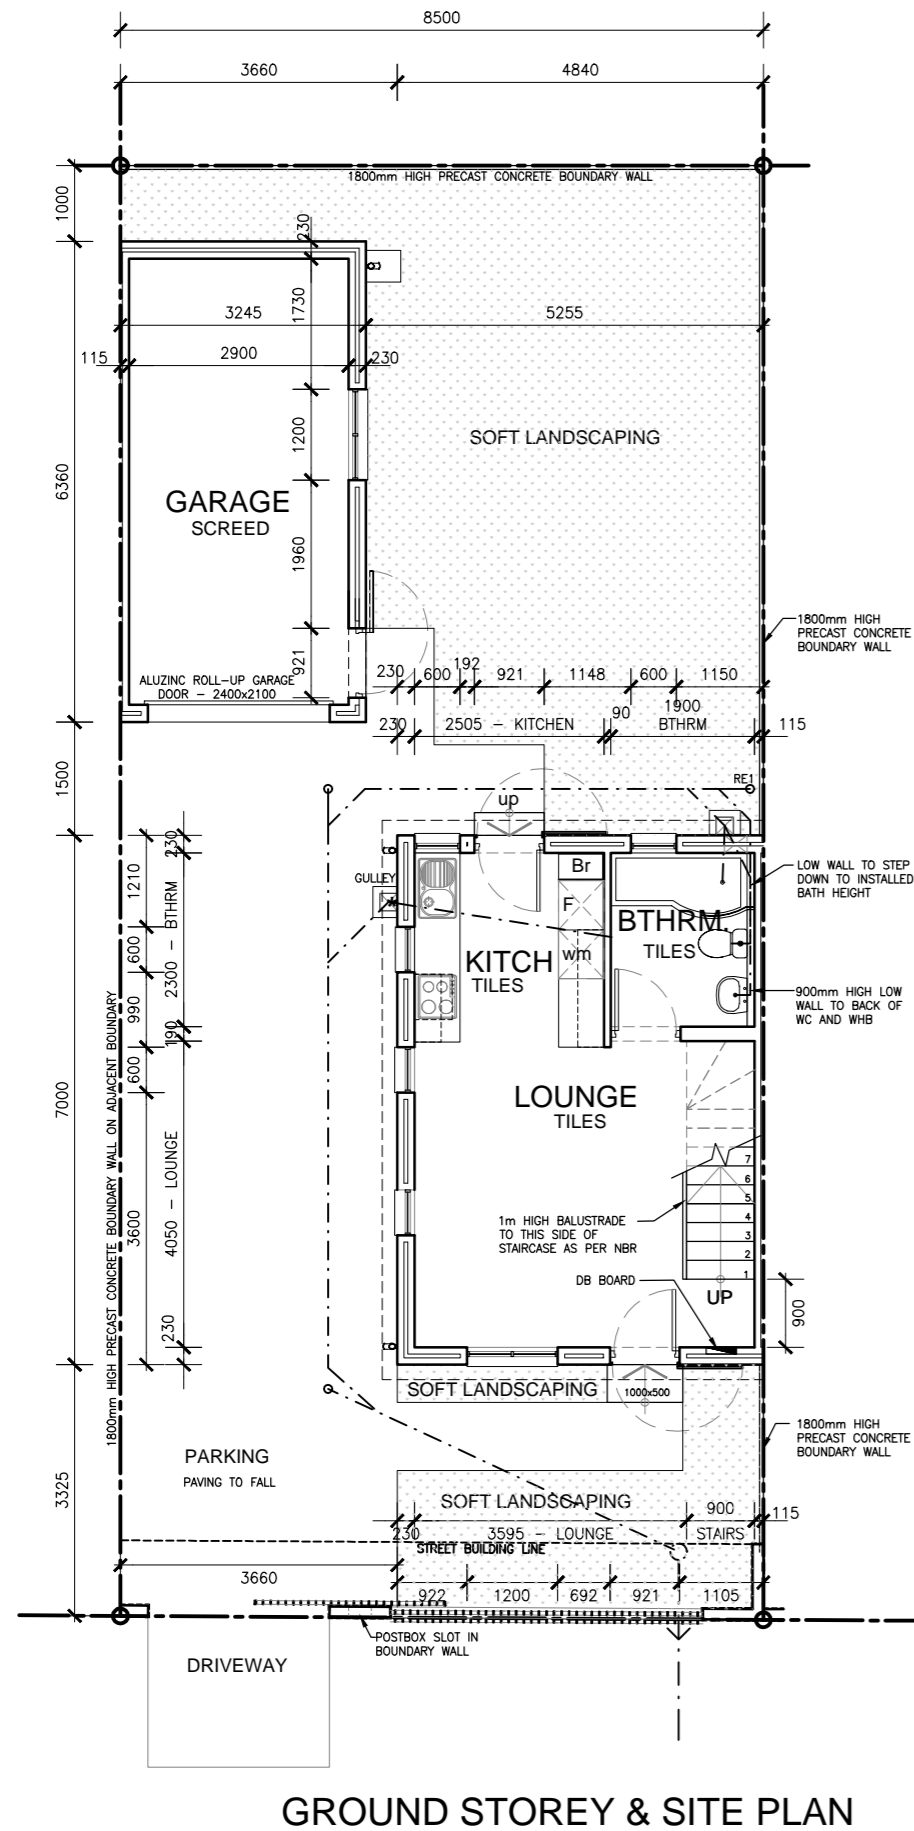 8500
3660
4840
1800mm HIGH PRECAST CONCRETE BOUNDARY WALL
1000
230
1730
3245
5255
115
2900
230
1200
SOFT LANDSCAPING
6360
GARAGE
SCREED
1960
1800mm HIGH
PRECAST CONCRETE
BOUNDARY WALL
921
ALUZINC ROLL-UP GARAGE
DOOR - 2400x2100
230
600
192
921
1148
600
1150
230
2505 - KITCHEN
90
1900
BTHRM
115
1500
RE1
up
230
1210
GULLEY
Br
F
wm
LOW WALL TO STEP
DOWN TO INSTALLED
BATH HEIGHT
BTHRM.
TILES
KITCH
TILES
600
2300 - BTHRM
990
190
900mm HIGH LOW
WALL TO BACK OF
WC AND WHB
600
7000
LOUNGE
TILES
1800mm HIGH PRECAST CONCRETE BOUNDARY WALL ON ADJACENT BOUNDARY
3600
4050 - LOUNGE
7
6
5
4
3
2
1
1m HIGH BALUSTRADE
TO THIS SIDE OF
STAIRCASE AS PER NBR
DB BOARD
UP
900
230
SOFT LANDSCAPING
1000x500
1800mm HIGH
PRECAST CONCRETE
BOUNDARY WALL
PARKING
PAVING TO FALL
3325
SOFT LANDSCAPING
900
115
230
3595 - LOUNGE
STAIRS
STREET BUILDING LINE
3660
922
1200
692
921
1105
POSTBOX SLOT IN
BOUNDARY WALL
DRIVEWAY
GROUND STOREY & SITE PLAN